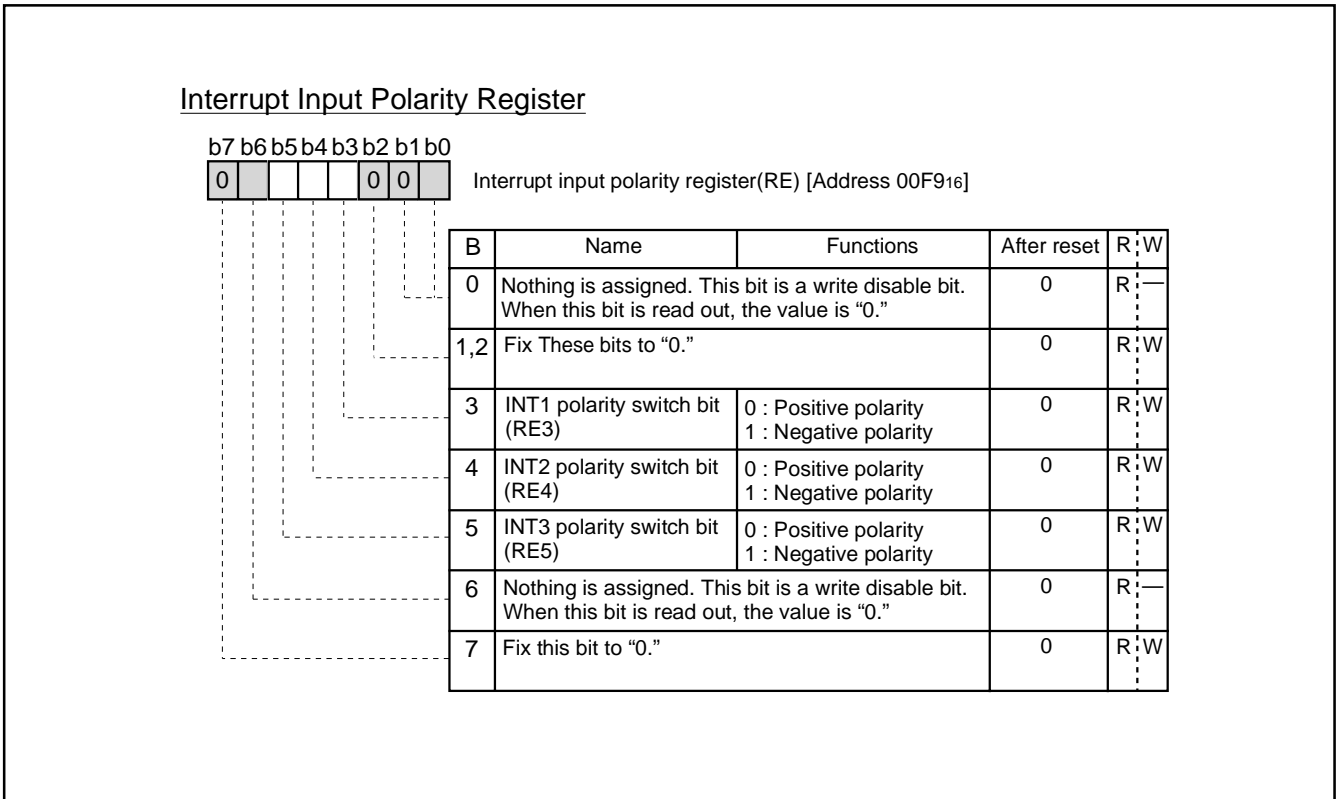 Interrupt Input Polarity Register
b7 b6 b5 b4 b3 b2 b1 b0
0 0 0
Interrupt input polarity register(RE) [Address 00F916]
B Name Functions After reset R W
0 Nothing is assigned. This bit is a write disable bit. 0 R —
When this bit is read out, the value is “0.”
1,2 Fix These bits to “0.” 0 R W
3 INT1 polarity switch bit 0 : Positive polarity 0 R W
(RE3) 1 : Negative polarity
4 INT2 polarity switch bit 0 : Positive polarity 0 R W
(RE4) 1 : Negative polarity
5 INT3 polarity switch bit 0 : Positive polarity 0 R W
(RE5) 1 : Negative polarity
6 Nothing is assigned. This bit is a write disable bit. 0 R —
When this bit is read out, the value is “0.”
7 Fix this bit to “0.” 0 R W